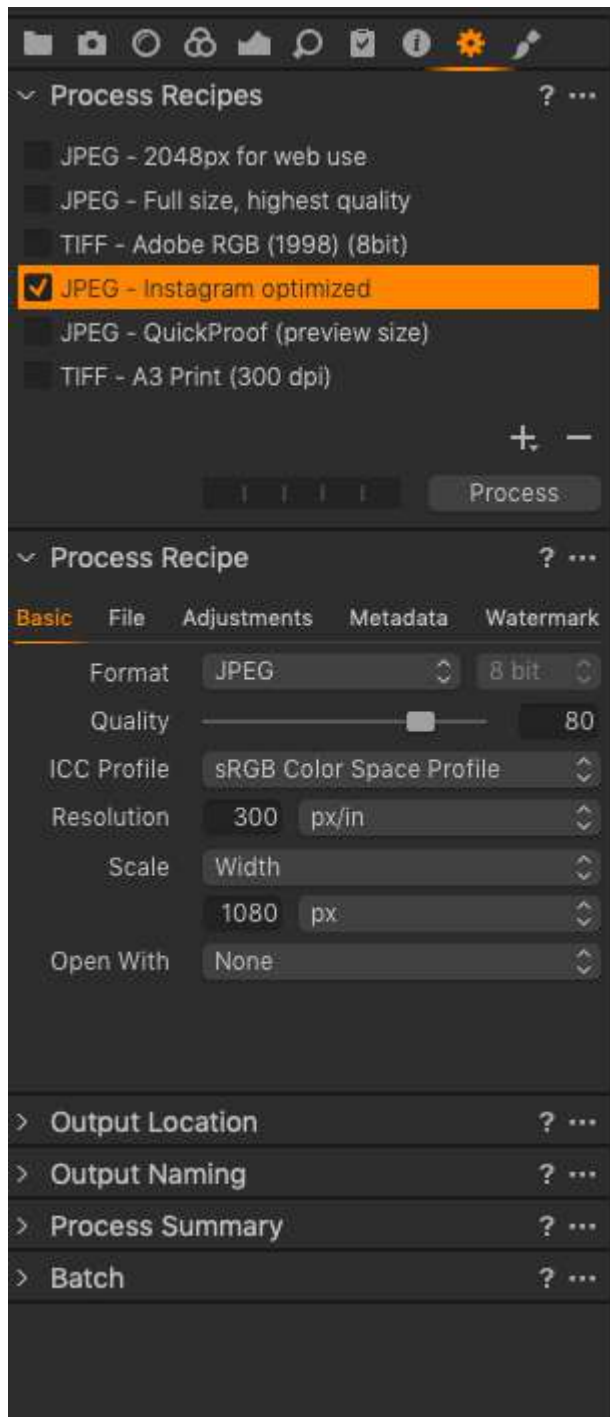 Process Recipes ? ...
JPEG - 2048px for web use
JPEG - Full size, highest quality
TIFF - Adobe RGB (1998) (8bit)
JPEG - Instagram optimized
JPEG - QuickProof (preview size)
TIFF - A3 Print (300 dpi)
Process
Process Recipe ? ...
Basic File Adjustments Metadata Watermark
Format JPEG 8 bit
Quality 80
ICC Profile sRGB Color Space Profile
Resolution 300 px/in
Scale Width
1080 px
Open With None
Output Location ? ...
Output Naming ? ...
Process Summary ? ...
Batch ? ...